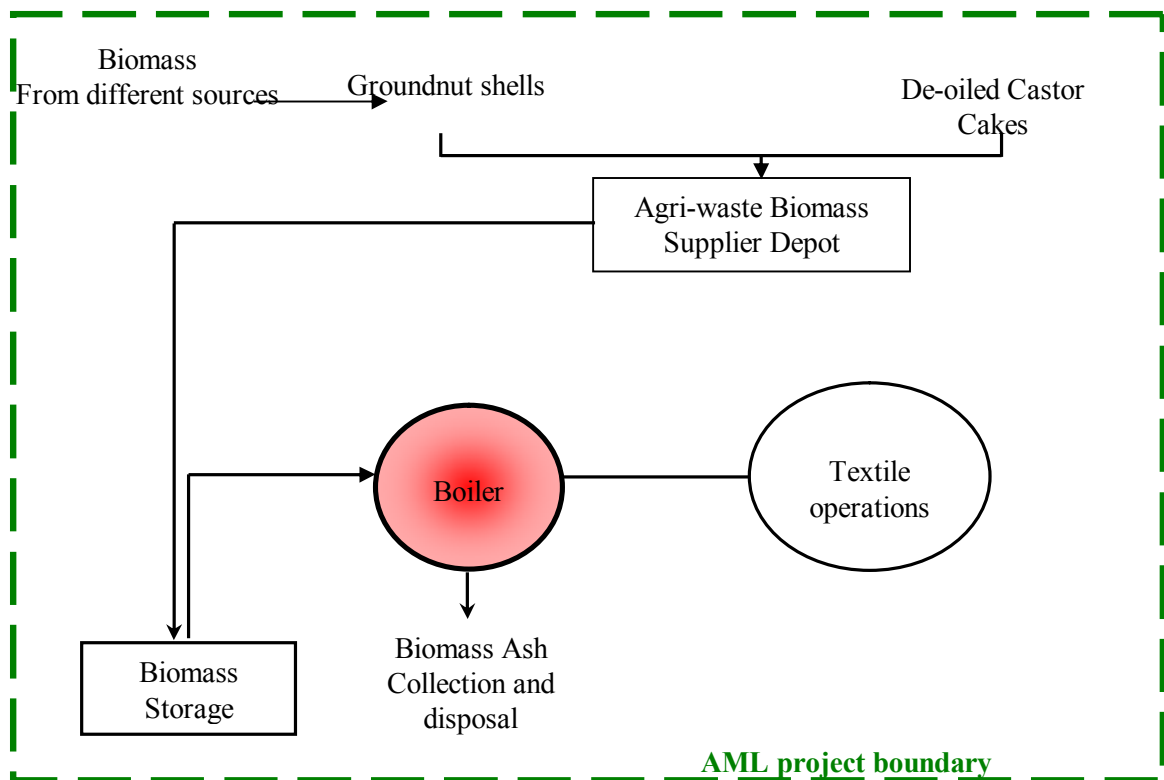 Biomass
From different sources
Groundnut shells
De-oiled Castor
Cakes
Agri-waste Biomass
Supplier Depot
Boiler
Textile
operations
Biomass
Storage
Biomass Ash
Collection and
disposal
AML project boundary